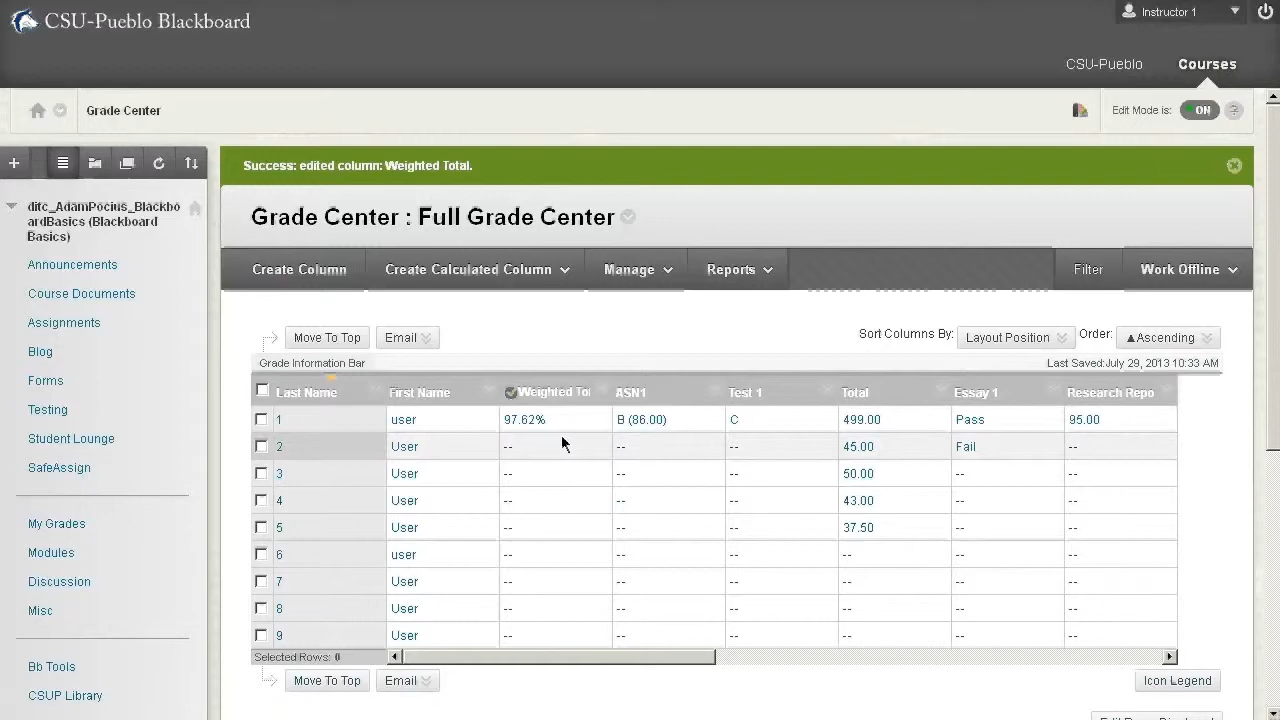 CSU-Pueblo Blackboard
Instructor 1
CSU-Pueblo
Courses
Grade Center
Edit Mode is:
ON
Success: edited column: Weighted Total.
ditc_AdamPocius_Blackbo
ardBasics (Blackboard
Basics)
Announcements
Course Documents
Assignments
Blog
Forms
Testing
Student Lounge
SafeAssign
My Grades
Modules
Discussion
Misc
Bb Tools
CSUP Library
Grade Center : Full Grade Center
Create Column
Create Calculated Column
Manage
Reports
Filter
Work Offline
Move To Top
Email
Sort Columns By:
Layout Position
Order:
▲Ascending
Grade Information Bar
Last Saved:July 29, 2013 10:33 AM
Last Name First Name Weighted Tot ASN1 Test 1 Total Essay 1 Research Repo
1 user 97.62% B (86.00) C 499.00 Pass 95.00
2 User -- -- -- 45.00 Fail --
3 User -- -- -- 50.00 -- --
4 User -- -- -- 43.00 -- --
5 User -- -- -- 37.50 -- --
6 user -- -- -- -- -- --
7 User -- -- -- -- -- --
8 User -- -- -- -- -- --
9 User -- -- -- -- -- --
Selected Rows: 0
Move To Top
Email
Icon Legend